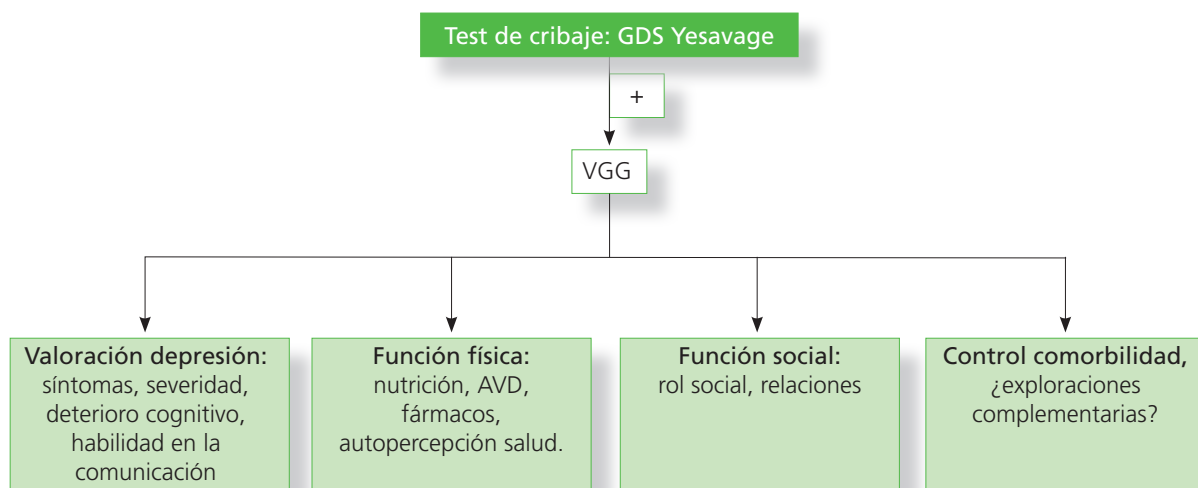 Test de cribaje: GDS Yesavage
+
VGG
Valoración depresión:
síntomas, severidad,
deterioro cognitivo,
habilidad en la
comunicación
Función física:
nutrición, AVD,
fármacos,
autopercepción salud.
Función social:
rol social, relaciones
Control comorbilidad,
¿exploraciones
complementarias?